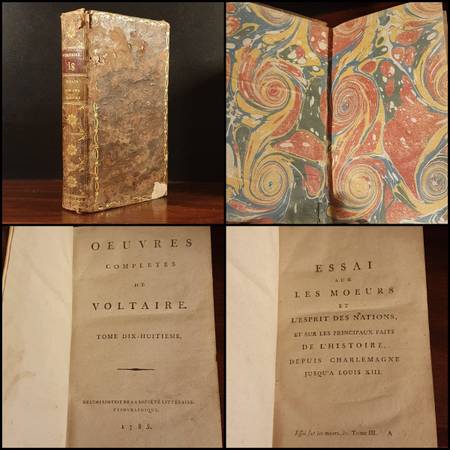 VOLTAIRE
18
OEUVRES
COMPLETES
DE
VOLTAIRE.
TOME DIX-HUITIEME.
DE L'IMPRIMERIE DE LA SOCIÉTÉ LITTÉRAIRE-
TYPOGRAPHIQUE.
1785.
ESSAI
SUR
LES MOEURS
ET
L'ESPRIT DES NATIONS,
ET SUR LES PRINCIPAUX FAITS
DE L'HISTOIRE,
DEPUIS CHARLEMAGNE
JUSQU'A LOUIS XIII.
Essai sur les mœurs, &c. Tome III. A